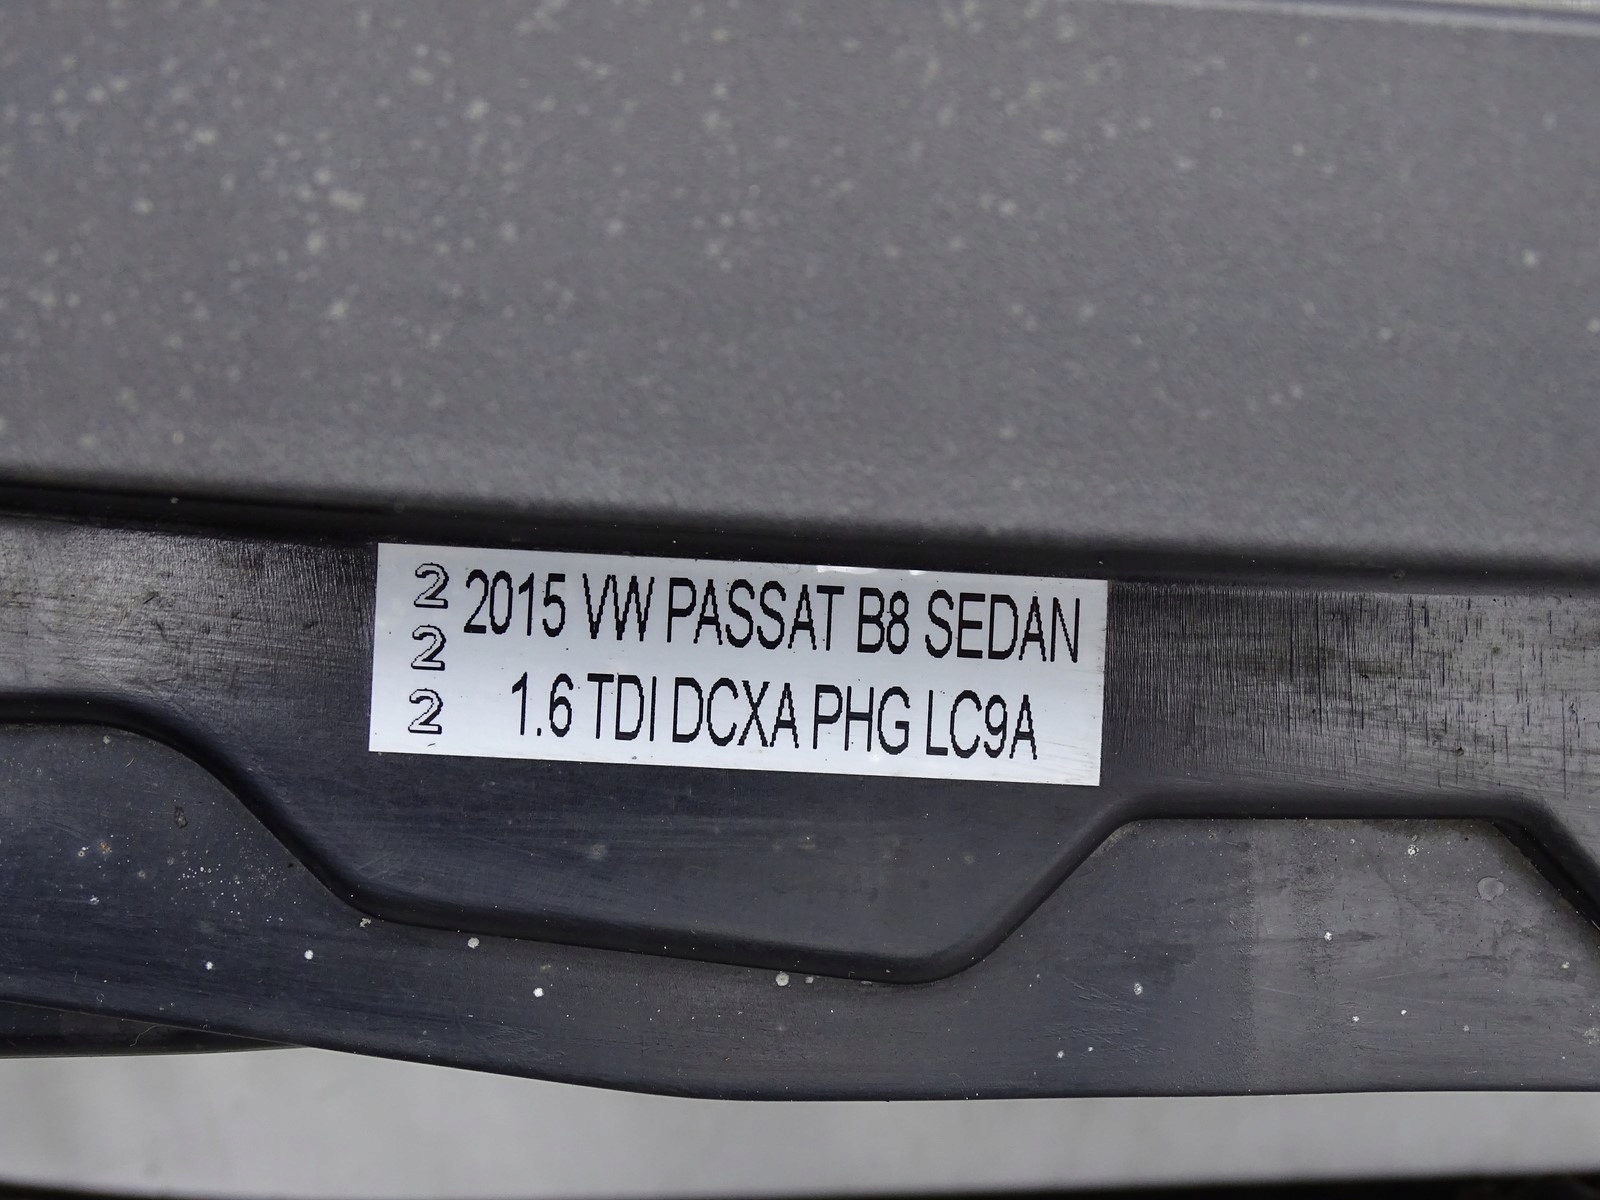 2 2015 VW PASSAT B8 SEDAN
2
2 1.6 TDI DCXA PHG LC9A